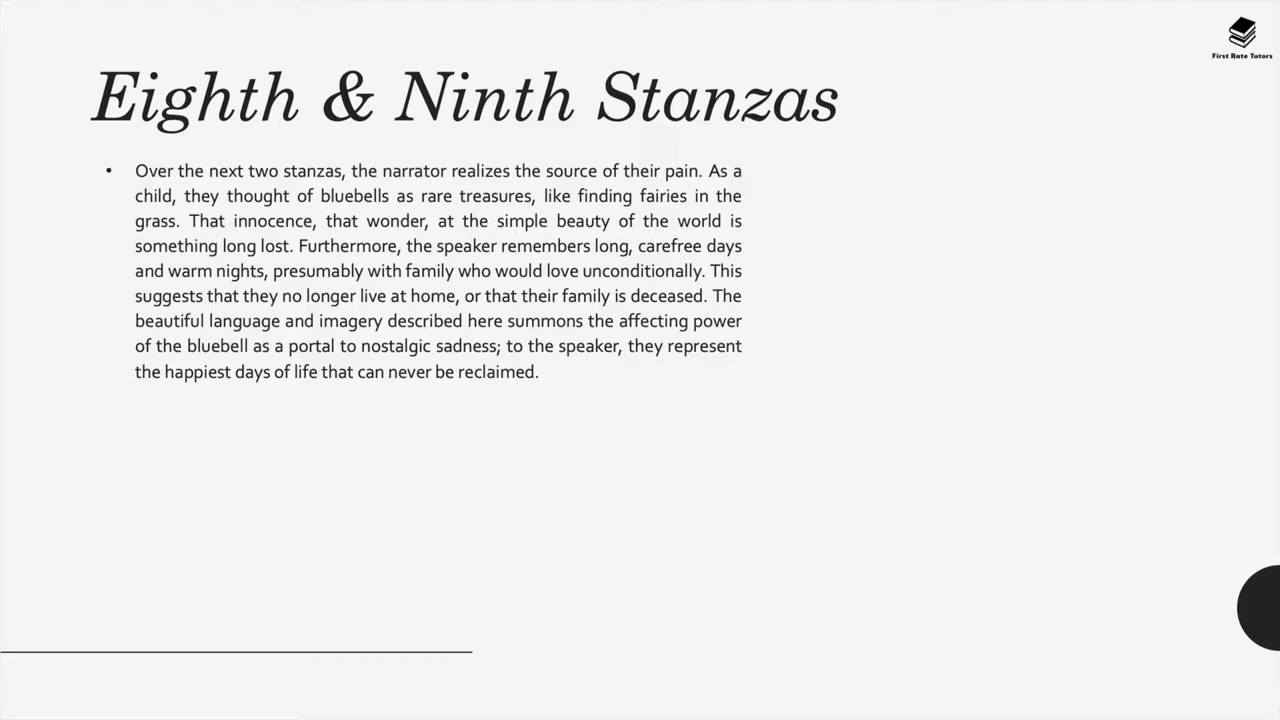 First Rate Tutors
Eighth & Ninth Stanzas
• Over the next two stanzas, the narrator realizes the source of their pain. As a
child, they thought of bluebells as rare treasures, like finding fairies in the
grass. That innocence, that wonder, at the simple beauty of the world is
something long lost. Furthermore, the speaker remembers long, carefree days
and warm nights, presumably with family who would love unconditionally. This
suggests that they no longer live at home, or that their family is deceased. The
beautiful language and imagery described here summons the affecting power
of the bluebell as a portal to nostalgic sadness; to the speaker, they represent
the happiest days of life that can never be reclaimed.